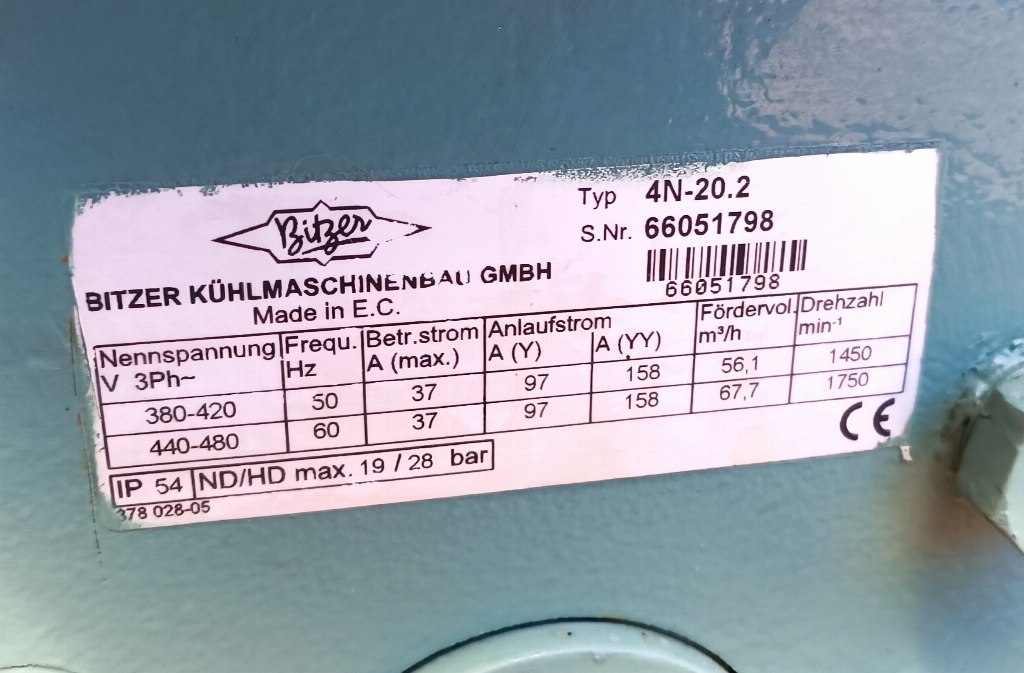 Bitzer
BITZER KÜHLMASCHINENBAU GMBH
Made in E.C.
Typ 4N-20.2
S.Nr. 66051798
66051798
Nennspannung V 3Ph~ Frequ. Hz Betr.strom A (max.) Anlaufstrom A (Y) A (YY) Fördervol. m³/h Drehzahl min-¹
380-420 50 37 97 158 56,1 1450
440-480 60 37 97 158 67,7 1750
IP 54 ND/HD max. 19 / 28 bar
CE
378 028-05